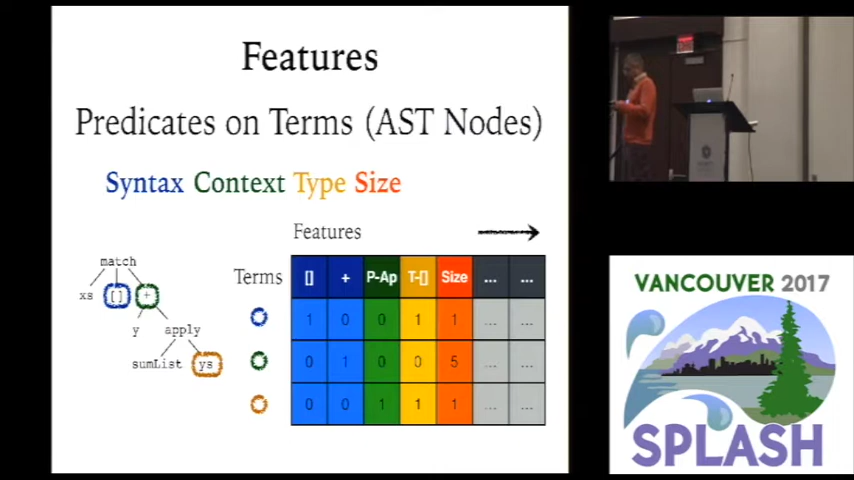 Features
Predicates on Terms (AST Nodes)
Syntax Context Type Size
Features
Terms [] + P-Ap T-[] Size ... ...
1 0 0 1 1 ... ...
0 1 0 0 5 ... ...
0 0 1 1 1 ... ...
match
xs [] +
y apply
sumList ys
VANCOUVER 2017
SPLASH